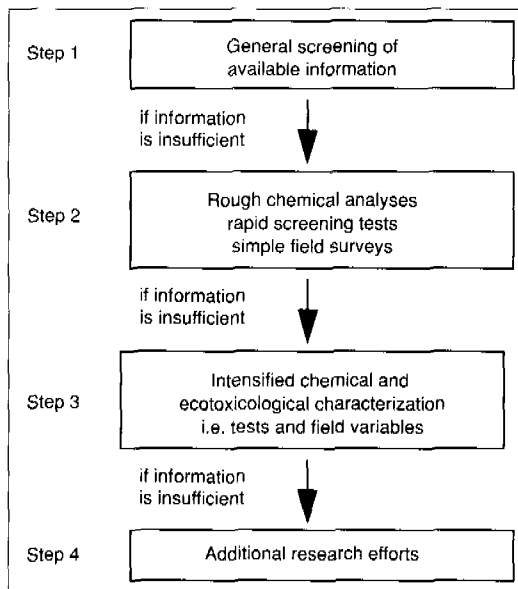 Step 1
General screening of
available information
if information
is insufficient
Step 2
Rough chemical analyses
rapid screening tests
simple field surveys
if information
is insufficient
Step 3
Intensified chemical and
ecotoxicological characterization
i.e. tests and field variables
if information
is insufficient
Step 4
Additional research efforts